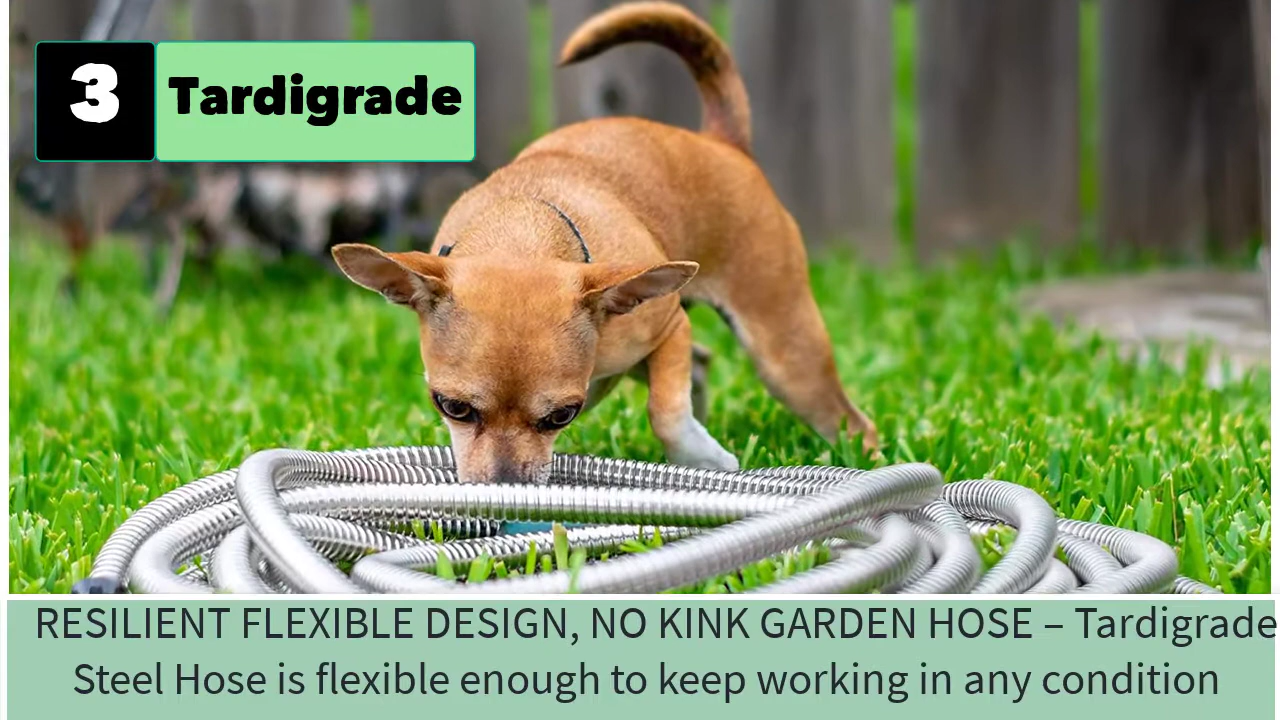 3 Tardigrade
RESILIENT FLEXIBLE DESIGN, NO KINK GARDEN HOSE – Tardigrade
Steel Hose is flexible enough to keep working in any condition